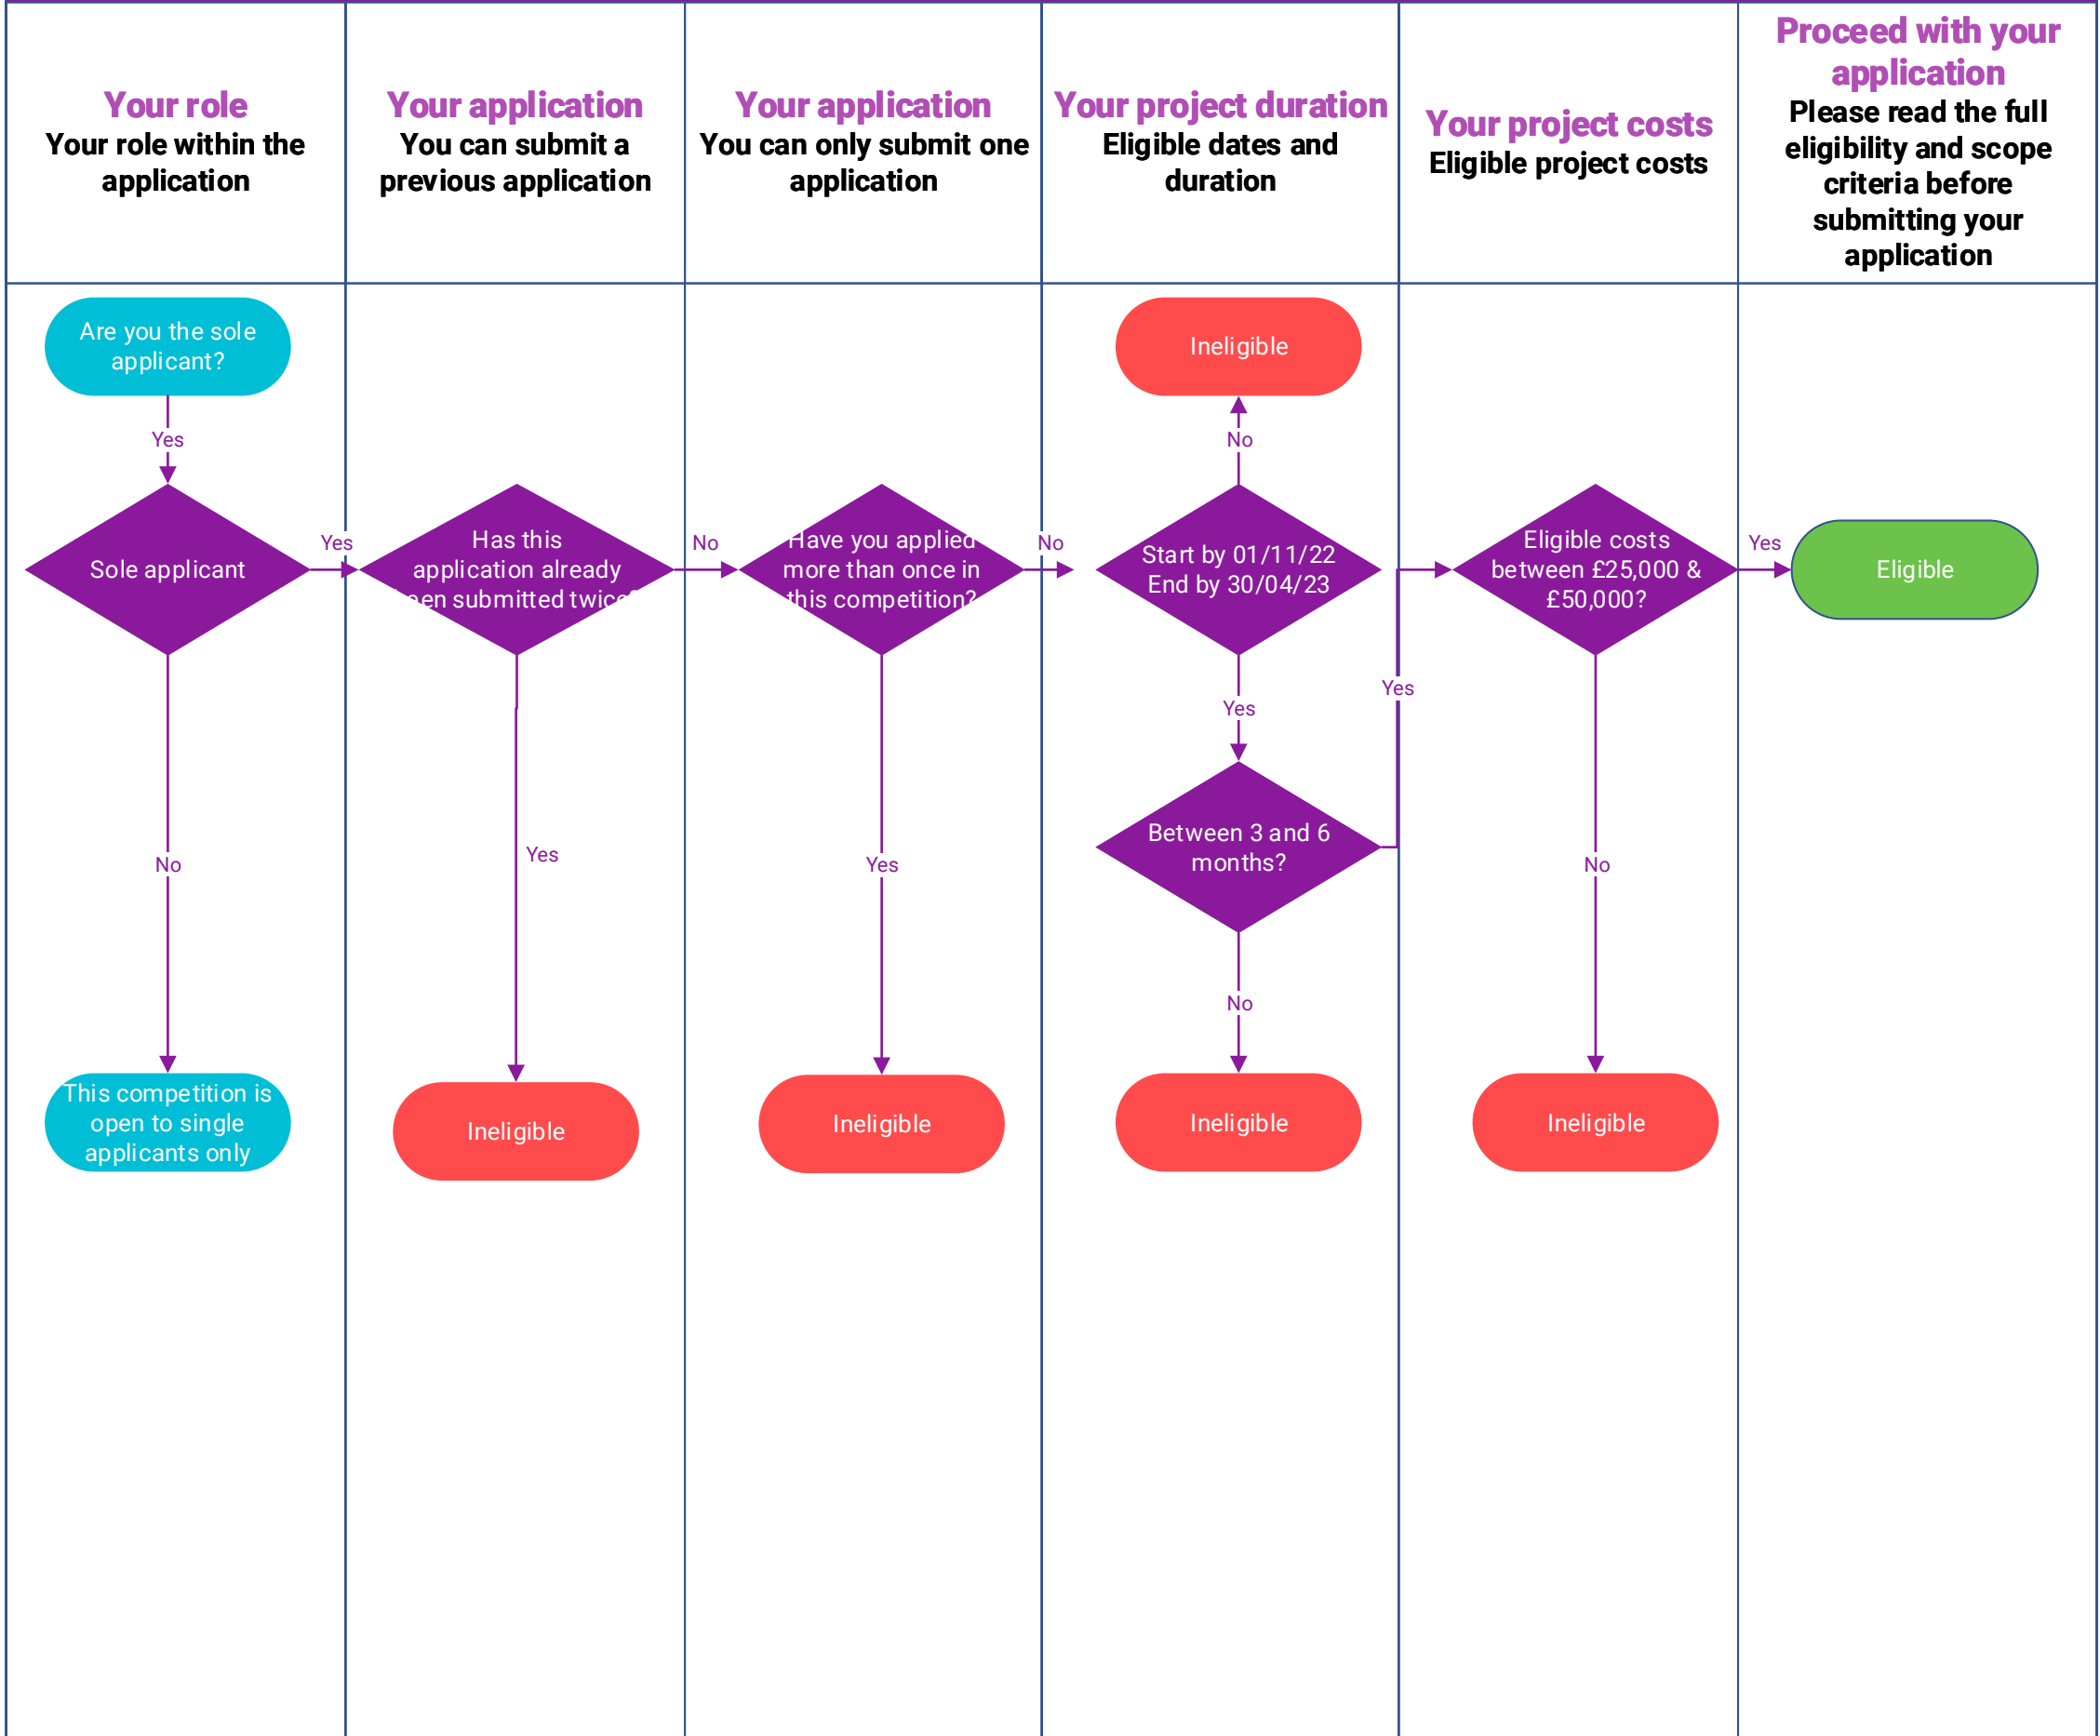 Your role
Your role within the
application
Your application
You can submit a
previous application
Your application
You can only submit one
application
Your project duration
Eligible dates and
duration
Your project costs
Eligible project costs
Proceed with your
application
Please read the full
eligibility and scope
criteria before
submitting your
application
Are you the sole
applicant?
Yes
Sole applicant
Yes
No
This competition is
open to single
applicants only
Has this
application already
submitted twice?
No
Yes
Ineligible
Have you applied
more than once in
this competition?
No
Yes
Ineligible
Ineligible
No
Start by 01/11/22
End by 30/04/23
Yes
Between 3 and 6
months?
Yes
No
Ineligible
Eligible costs
between £25,000 &
£50,000?
Yes
No
Ineligible
Eligible